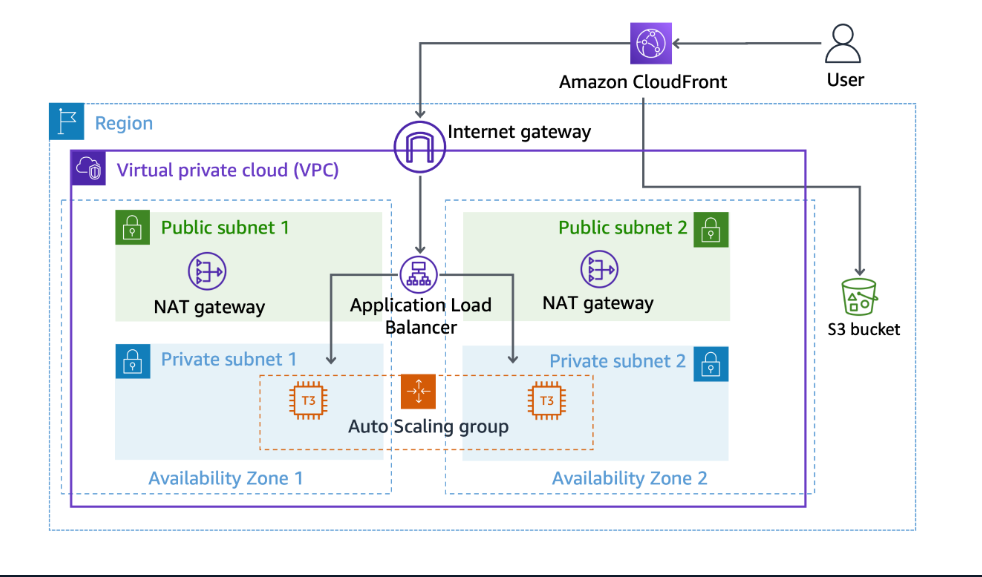 Amazon CloudFront
User
Region
Internet gateway
Virtual private cloud (VPC)
Public subnet 1
Public subnet 2
NAT gateway
Application Load
Balancer
NAT gateway
S3 bucket
Private subnet 1
Private subnet 2
T3
T3
Auto Scaling group
Availability Zone 1
Availability Zone 2